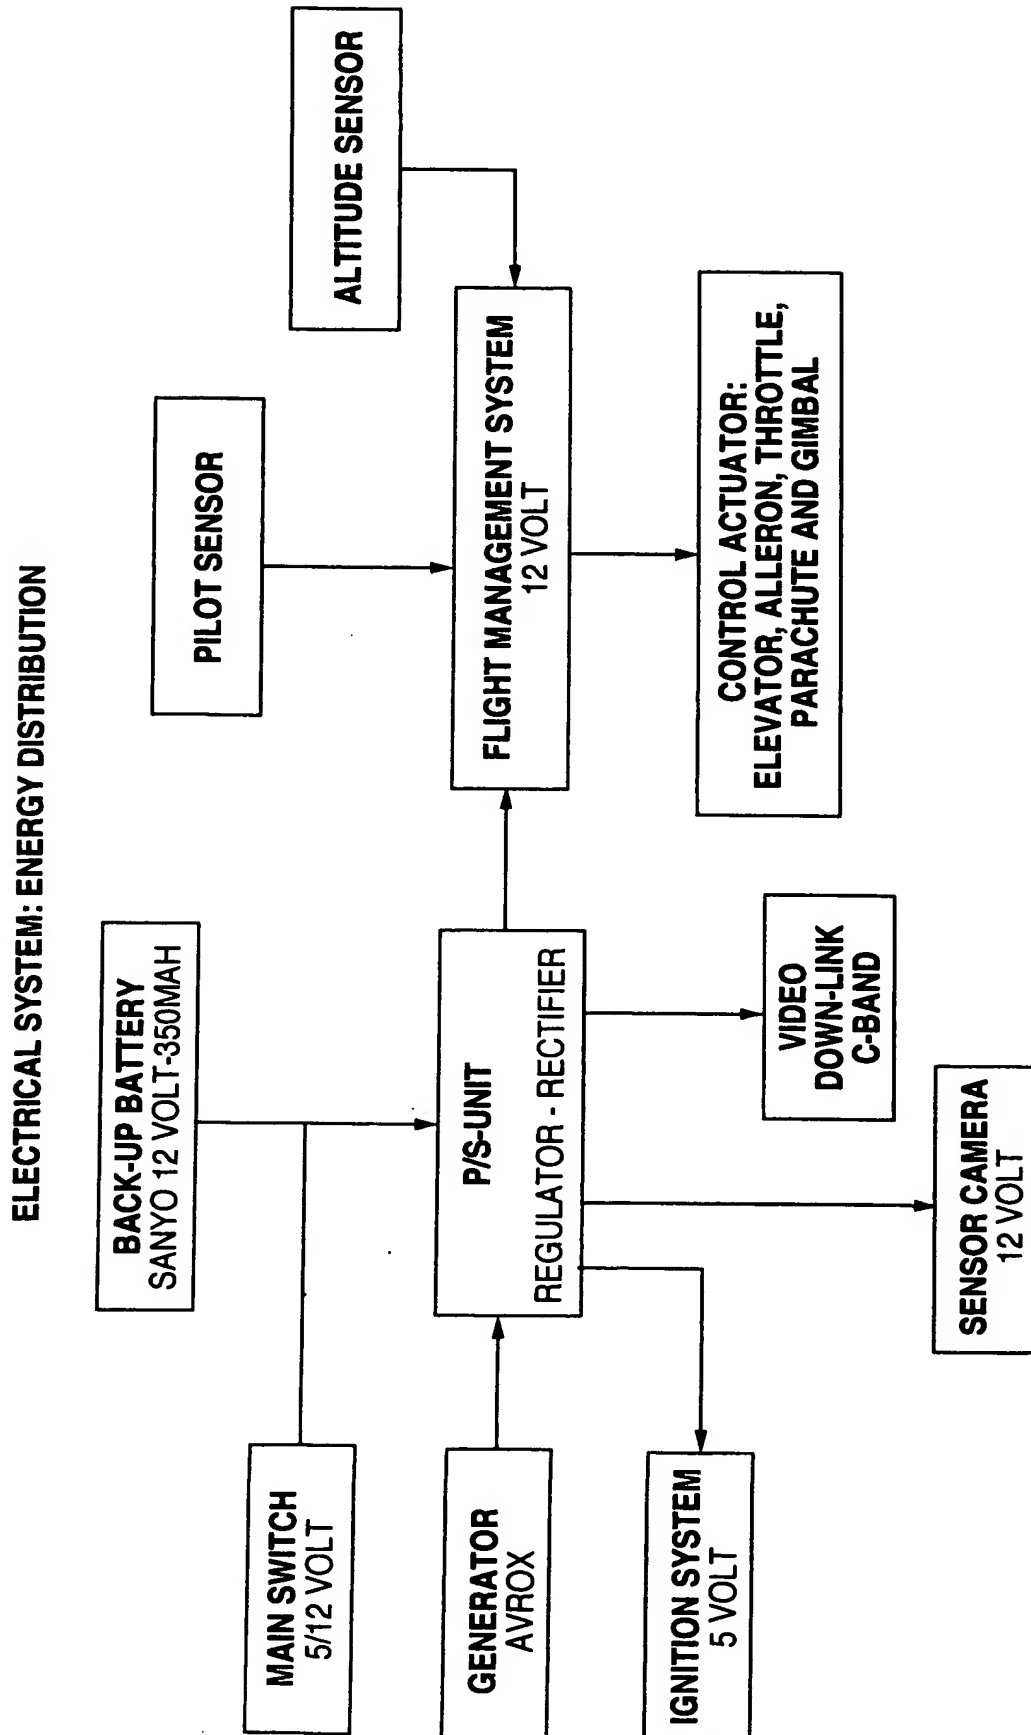 ELECTRICAL SYSTEM: ENERGY DISTRIBUTION
BACK-UP BATTERY
SANYO 12 VOLT-350MAH
PILOT SENSOR
ALTITUDE SENSOR
MAIN SWITCH
5/12 VOLT
GENERATOR
AVROX
P/S-UNIT
REGULATOR - RECTIFIER
FLIGHT MANAGEMENT SYSTEM
12 VOLT
IGNITION SYSTEM
5 VOLT
VIDEO
DOWN-LINK
C-BAND
CONTROL ACTUATOR:
ELEVATOR, ALLERON, THROTTLE,
PARACHUTE AND GIMBAL
SENSOR CAMERA
12 VOLT